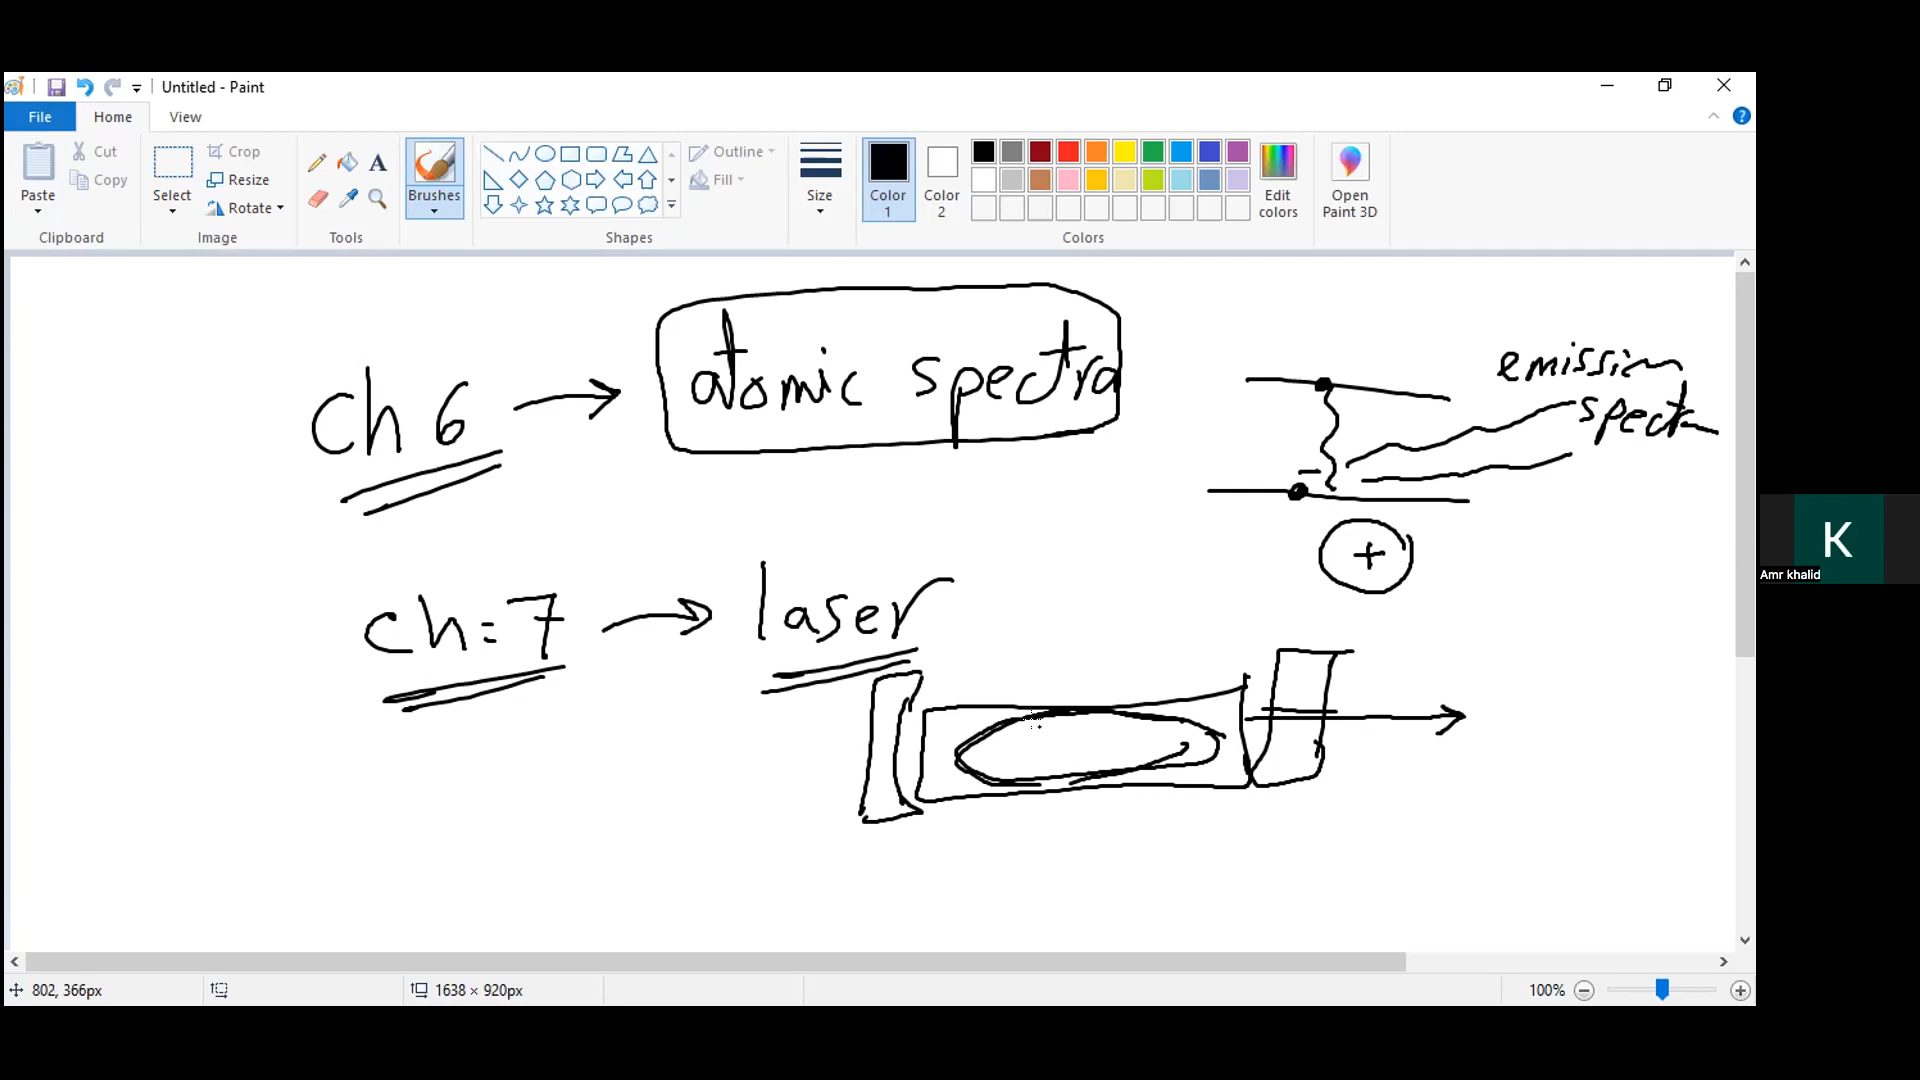 Untitled - Paint
File
Home
View
Paste
Cut
Copy
Clipboard
Select
Crop
Resize
Rotate
Image
Tools
A
Brushes
Shapes
Outline
Fill
Size
Color
1
Color
2
Colors
Edit
colors
Open
Paint 3D
?
ch 6 → atomic spectra
emission
spectra
+
ch = 7 → laser
K
Amr khalid
802, 366px
1638 × 920px
100%